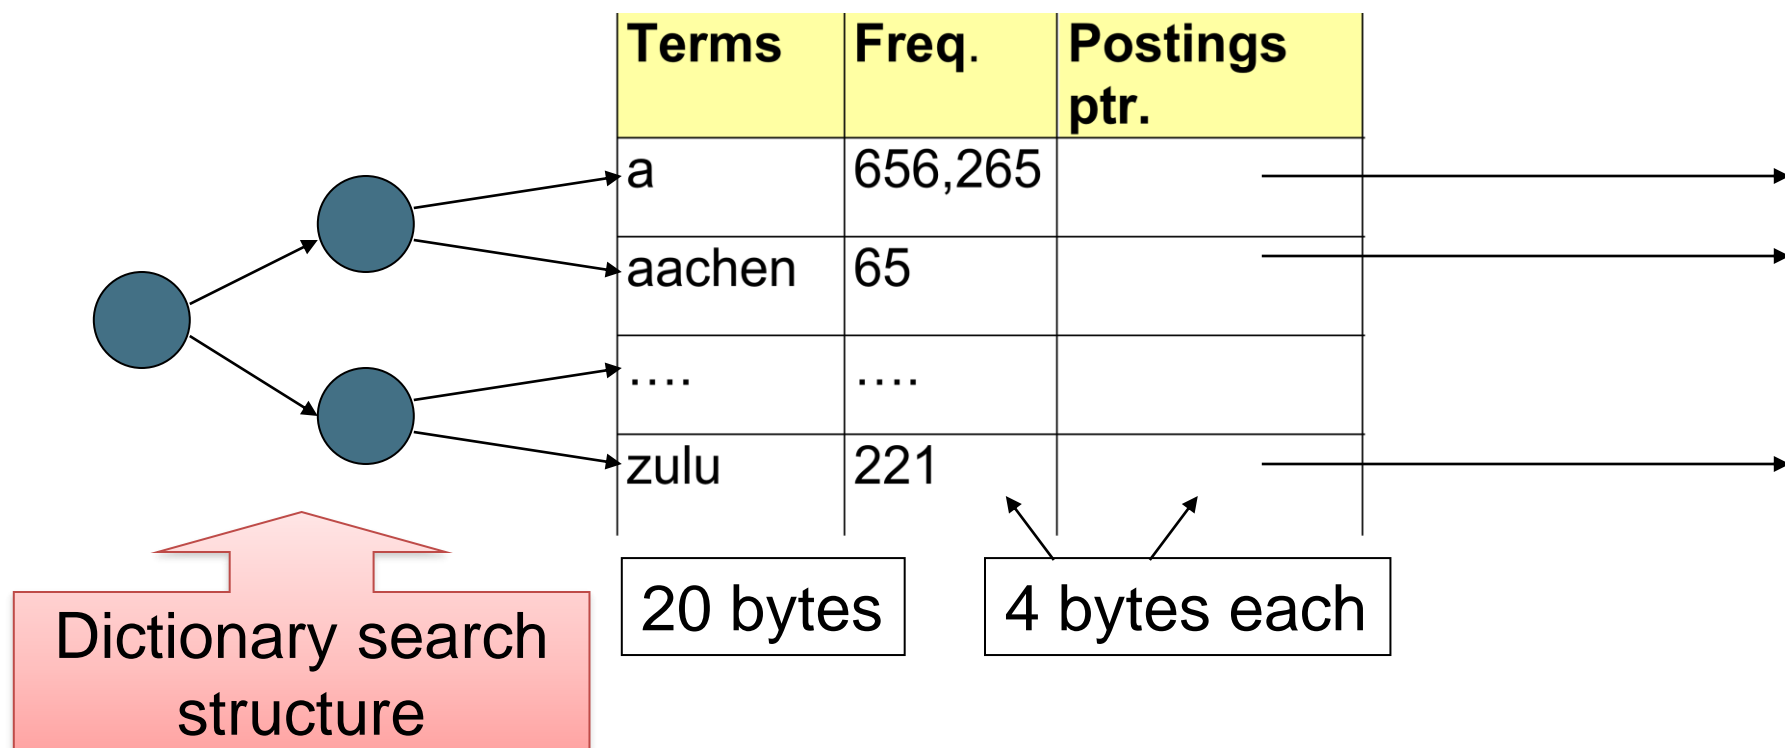 Terms Freq. Postings
ptr.
a 656,265
aachen 65
.... ....
zulu 221
20 bytes 4 bytes each
Dictionary search
structure